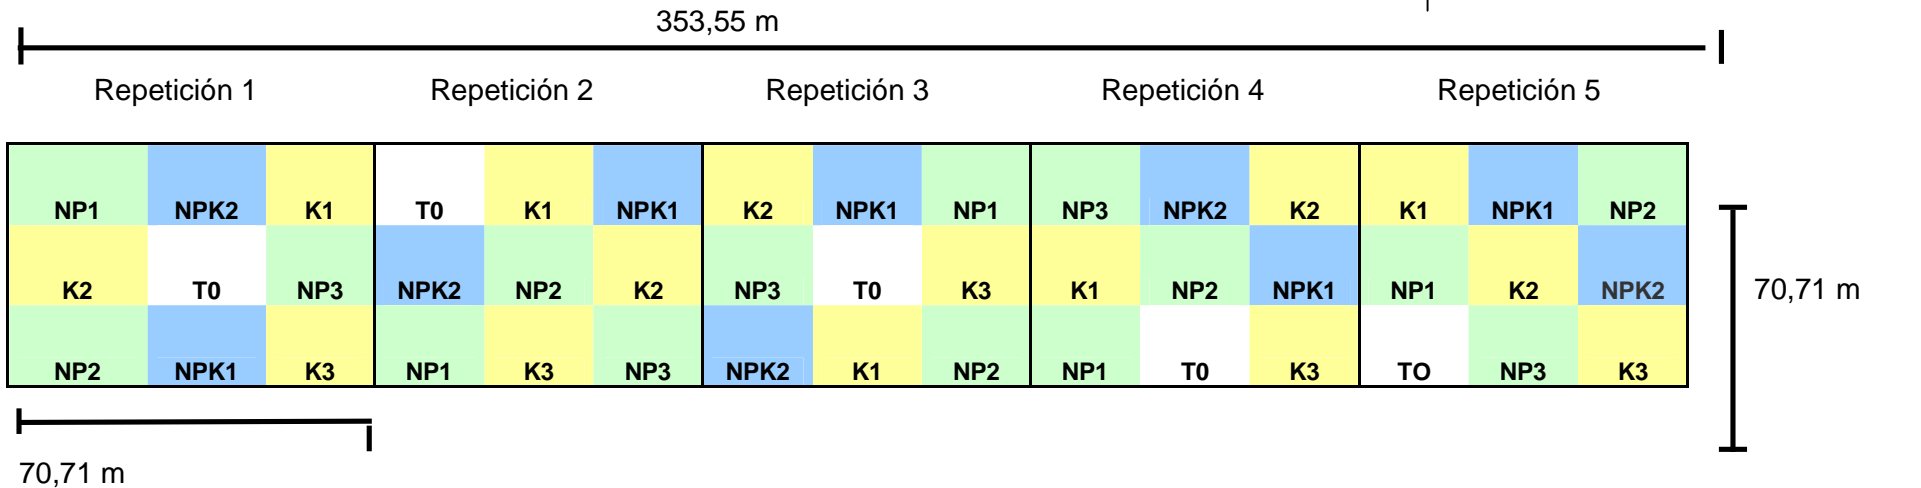 353,55 m
Repetición 1 Repetición 2 Repetición 3 Repetición 4 Repetición 5
NP1 NPK2 K1 T0 K1 NPK1 K2 NPK1 NP1 NP3 NPK2 K2 K1 NPK1 NP2
K2 T0 NP3 NPK2 NP2 K2 NP3 T0 K3 K1 NP2 NPK1 NP1 K2 NPK2
70,71 m
NP2 NPK1 K3 NP1 K3 NP3 NPK2 K1 NP2 NP1 T0 K3 TO NP3 K3
70,71 m